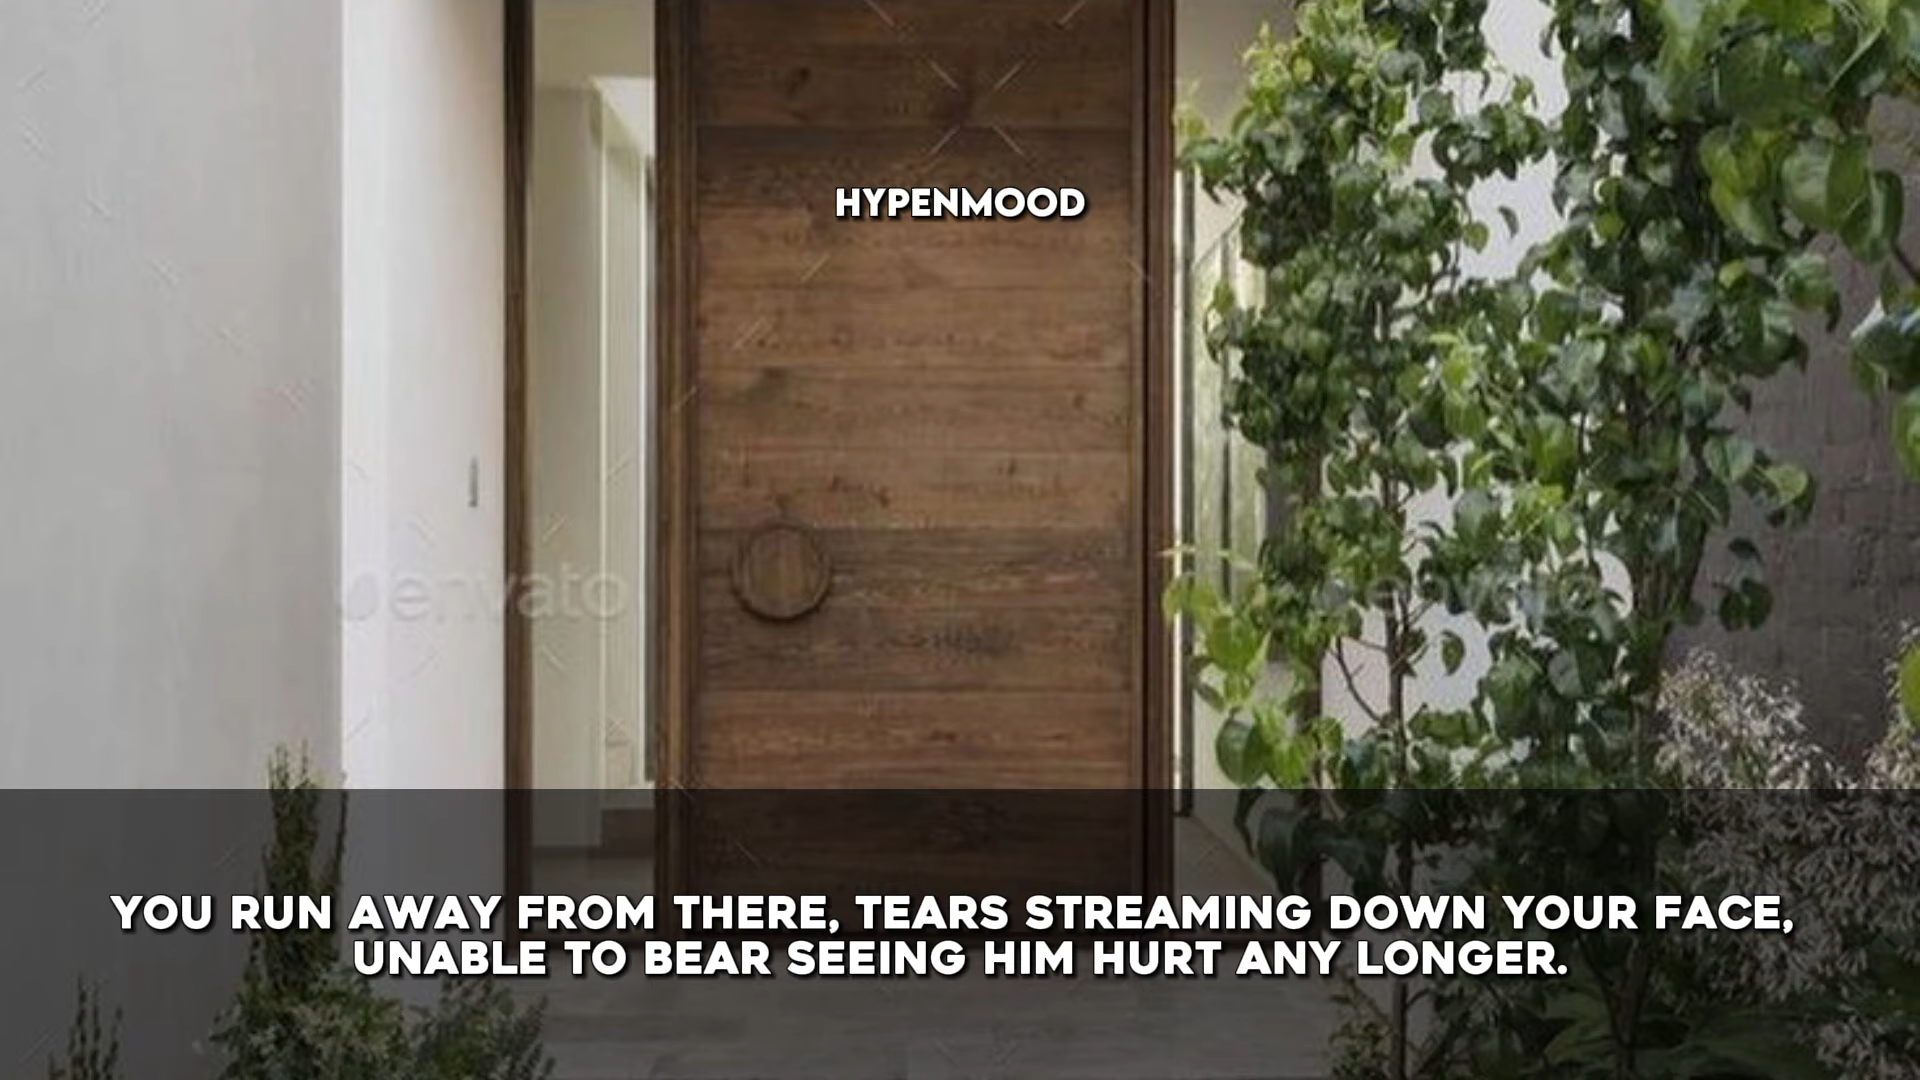 HYPENMOOD
envato
YOU RUN AWAY FROM THERE, TEARS STREAMING DOWN YOUR FACE,
UNABLE TO BEAR SEEING HIM HURT ANY LONGER.